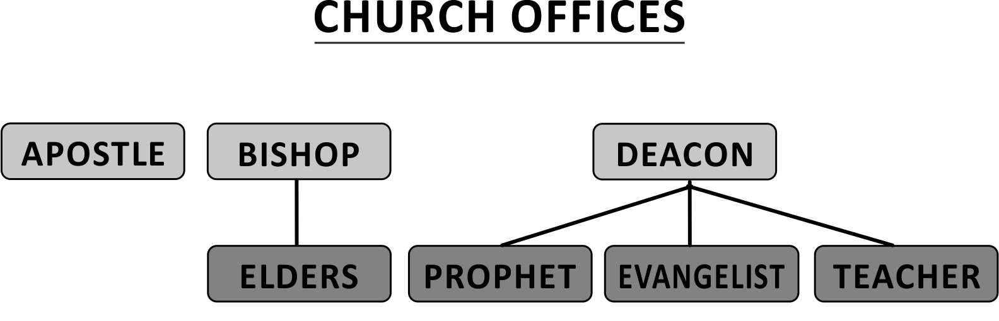 CHURCH OFFICES
APOSTLE
BISHOP
DEACON
ELDERS
PROPHET
EVANGELIST
TEACHER